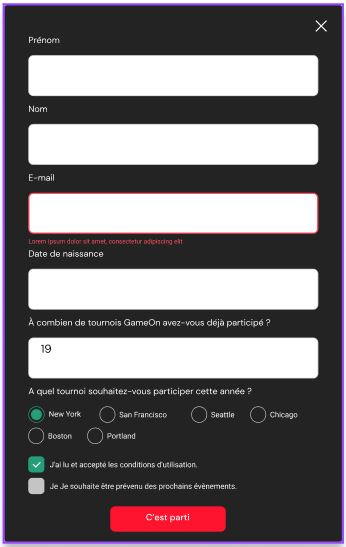 Prénom
Nom
E-mail
Lorem ipsum dolor sit amet, consectetur adipiscing elit
Date de naissance
À combien de tournois GameOn avez-vous déjà participé ?
19
A quel tournoi souhaitez-vous participer cette année ?
New York San Francisco Seattle Chicago
Boston Portland
J'ai lu et accepté les conditions d'utilisation.
Je Je souhaite être prévenu des prochains évènements.
C'est parti